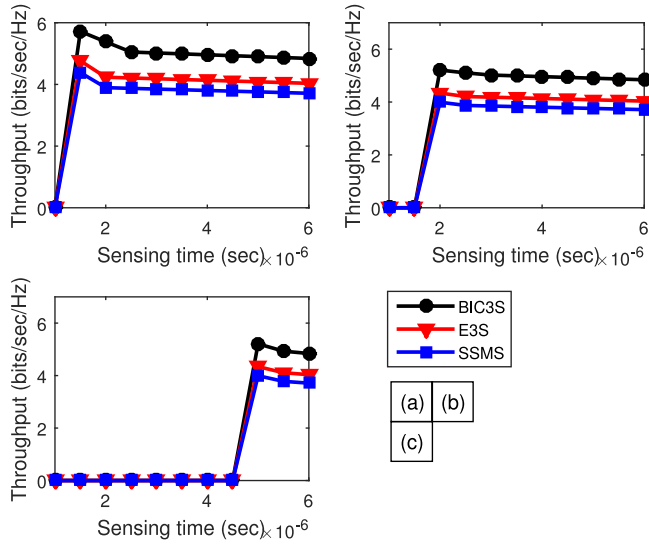 Throughput (bits/sec/Hz)
6
4
2
0
2
4
6
Sensing time (sec)
×10^-6
Throughput (bits/sec/Hz)
6
4
2
0
2
4
6
Sensing time (sec)
×10^-6
Throughput (bits/sec/Hz)
6
4
2
0
2
4
6
Sensing time (sec)
×10^-6
BIC3S
E3S
SSMS
(a) (b)
(c)